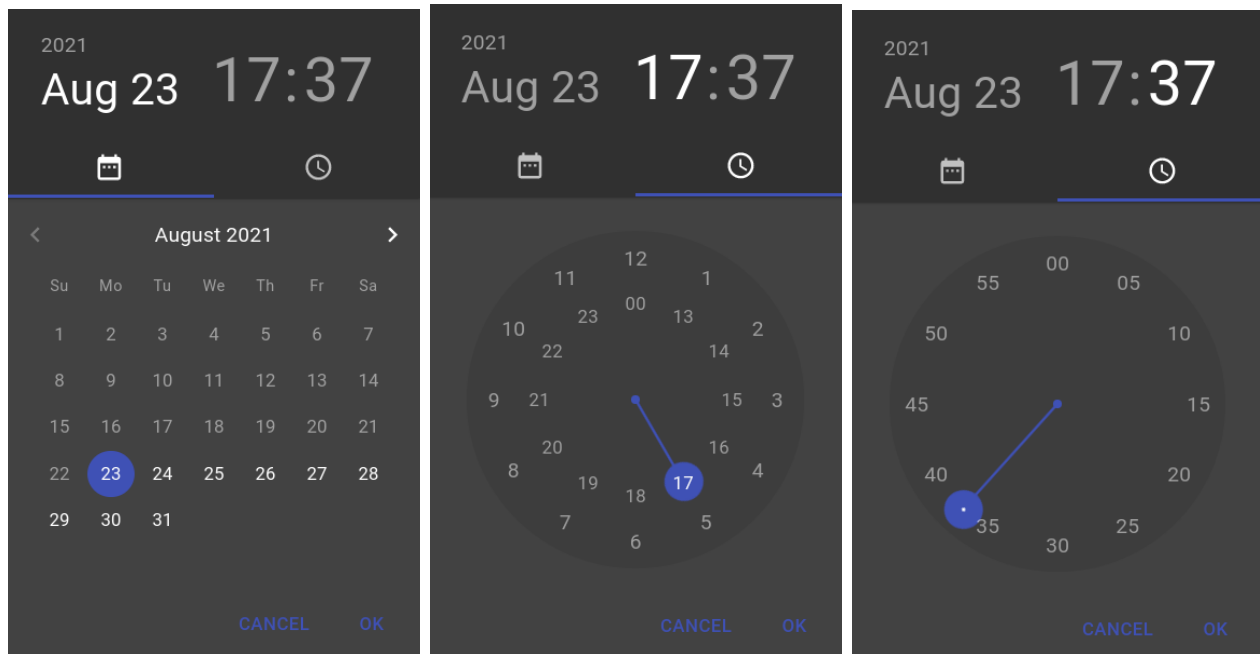 2021
Aug 23 17:37
August 2021
Su Mo Tu We Th Fr Sa
1 2 3 4 5 6 7
8 9 10 11 12 13 14
15 16 17 18 19 20 21
22 23 24 25 26 27 28
29 30 31
CANCEL OK
2021
Aug 23 17:37
12
11 1
00
23 13
10 2
22 14
9 21 15 3
20 16
8 4
19 17
18
7 5
6
CANCEL OK
2021
Aug 23 17:37
00
55 05
50 10
45 15
40 20
35 25
30
CANCEL OK